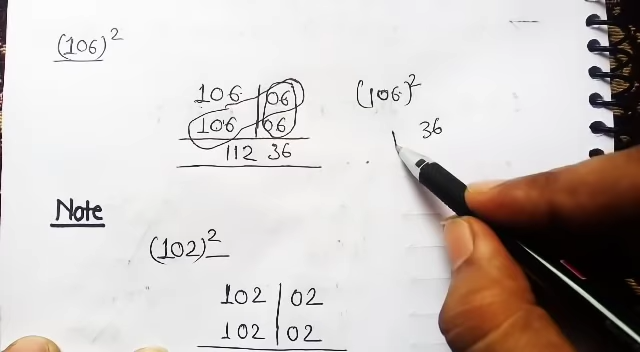 (106)²
106 | 06
106 | 06
112 36
(106)²
36
Note
(102)²
102 | 02
102 | 02